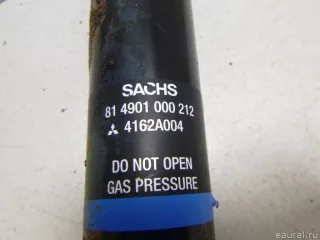 SACHS
81 4901 000 212
4162A004
DO NOT OPEN
GAS PRESSURE
eaural.ru